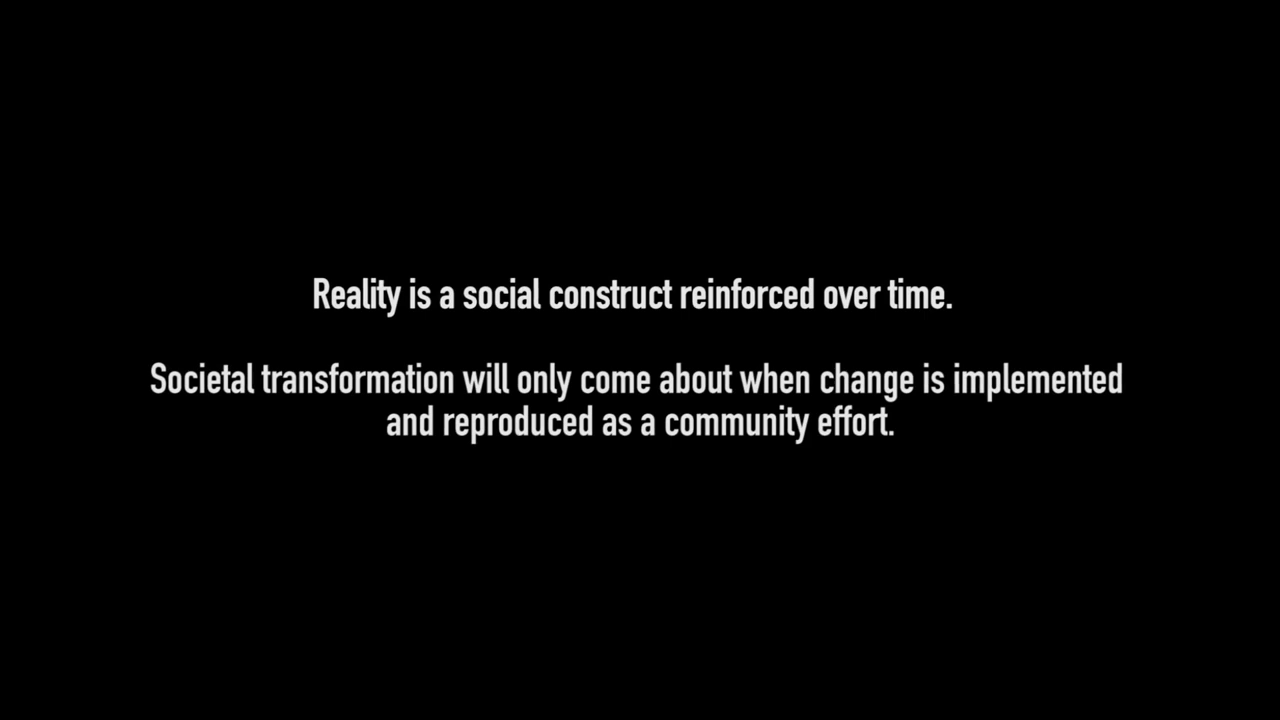 Reality is a social construct reinforced over time.
Societal transformation will only come about when change is implemented
and reproduced as a community effort.